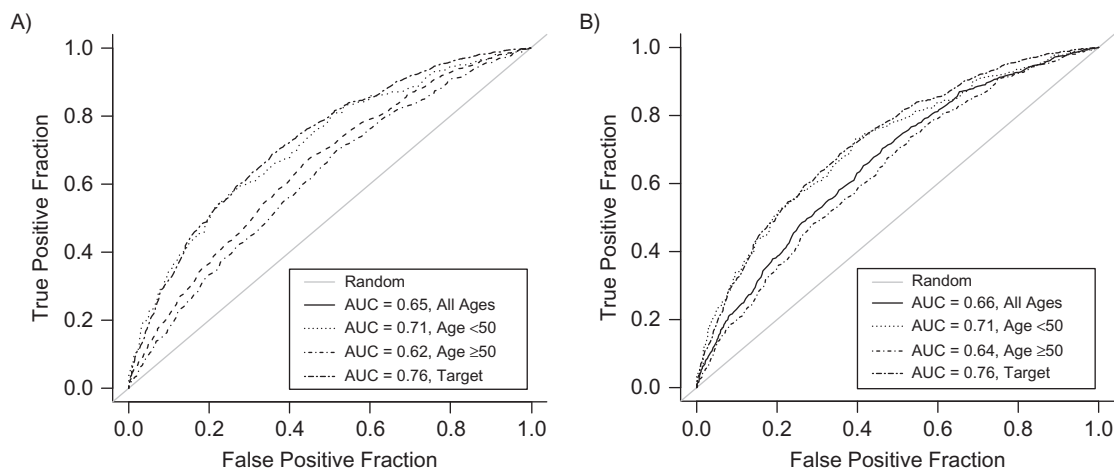 A)
True Positive Fraction
1.0
0.8
0.6
0.4
0.2
0.0
Random
AUC = 0.65, All Ages
AUC = 0.71, Age <50
AUC = 0.62, Age ≥50
AUC = 0.76, Target
0.0 0.2 0.4 0.6 0.8 1.0
False Positive Fraction
B)
True Positive Fraction
1.0
0.8
0.6
0.4
0.2
0.0
Random
AUC = 0.66, All Ages
AUC = 0.71, Age <50
AUC = 0.64, Age ≥50
AUC = 0.76, Target
0.0 0.2 0.4 0.6 0.8 1.0
False Positive Fraction